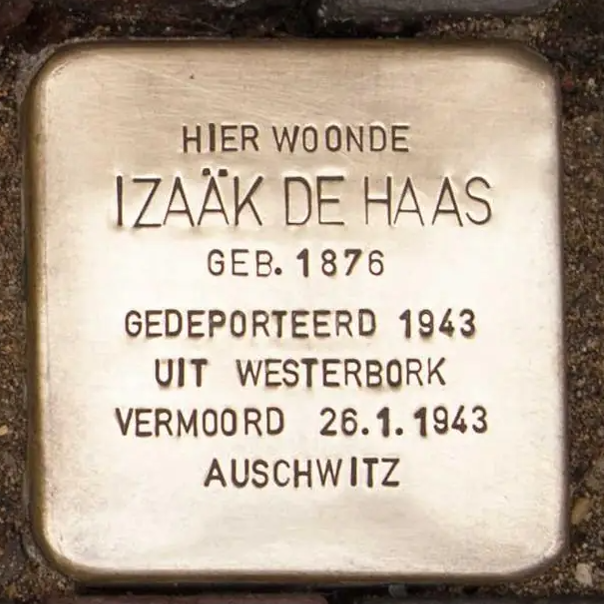 HIER WOONDE
IZAÄK DE HAAS
GEB. 1876
GEDEPORTEERD 1943
UIT WESTERBORK
VERMOORD 26.1.1943
AUSCHWITZ